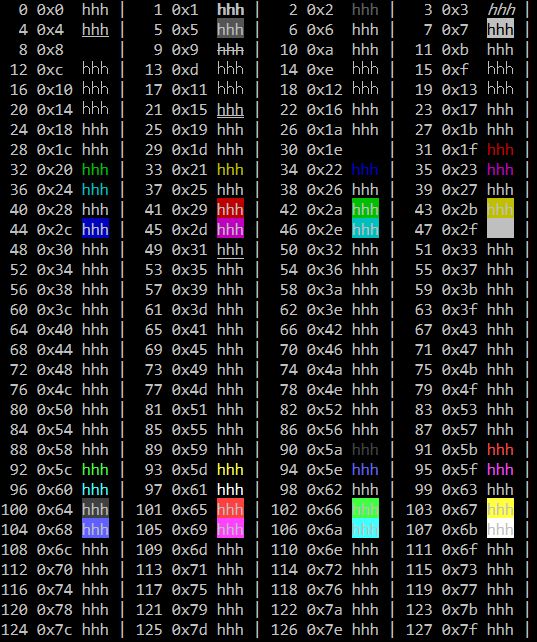 0 0x0 hhh | 1 0x1 hhh | 2 0x2 hhh | 3 0x3 hhh |
4 0x4 hhh | 5 0x5 hhh | 6 0x6 hhh | 7 0x7 hhh |
8 0x8 | 9 0x9 hhh | 10 0xa hhh | 11 0xb hhh |
12 0xc hhh | 13 0xd hhh | 14 0xe hhh | 15 0xf hhh |
16 0x10 hhh | 17 0x11 hhh | 18 0x12 hhh | 19 0x13 hhh |
20 0x14 hhh | 21 0x15 hhh | 22 0x16 hhh | 23 0x17 hhh |
24 0x18 hhh | 25 0x19 hhh | 26 0x1a hhh | 27 0x1b hhh |
28 0x1c hhh | 29 0x1d hhh | 30 0x1e | 31 0x1f hhh |
32 0x20 hhh | 33 0x21 hhh | 34 0x22 hhh | 35 0x23 hhh |
36 0x24 hhh | 37 0x25 hhh | 38 0x26 hhh | 39 0x27 hhh |
40 0x28 hhh | 41 0x29 hhh | 42 0x2a hhh | 43 0x2b hhh |
44 0x2c hhh | 45 0x2d hhh | 46 0x2e hhh | 47 0x2f |
48 0x30 hhh | 49 0x31 hhh | 50 0x32 hhh | 51 0x33 hhh |
52 0x34 hhh | 53 0x35 hhh | 54 0x36 hhh | 55 0x37 hhh |
56 0x38 hhh | 57 0x39 hhh | 58 0x3a hhh | 59 0x3b hhh |
60 0x3c hhh | 61 0x3d hhh | 62 0x3e hhh | 63 0x3f hhh |
64 0x40 hhh | 65 0x41 hhh | 66 0x42 hhh | 67 0x43 hhh |
68 0x44 hhh | 69 0x45 hhh | 70 0x46 hhh | 71 0x47 hhh |
72 0x48 hhh | 73 0x49 hhh | 74 0x4a hhh | 75 0x4b hhh |
76 0x4c hhh | 77 0x4d hhh | 78 0x4e hhh | 79 0x4f hhh |
80 0x50 hhh | 81 0x51 hhh | 82 0x52 hhh | 83 0x53 hhh |
84 0x54 hhh | 85 0x55 hhh | 86 0x56 hhh | 87 0x57 hhh |
88 0x58 hhh | 89 0x59 hhh | 90 0x5a hhh | 91 0x5b hhh |
92 0x5c hhh | 93 0x5d hhh | 94 0x5e hhh | 95 0x5f hhh |
96 0x60 hhh | 97 0x61 hhh | 98 0x62 hhh | 99 0x63 hhh |
100 0x64 hhh | 101 0x65 hhh | 102 0x66 hhh | 103 0x67 hhh |
104 0x68 hhh | 105 0x69 hhh | 106 0x6a hhh | 107 0x6b hhh |
108 0x6c hhh | 109 0x6d hhh | 110 0x6e hhh | 111 0x6f hhh |
112 0x70 hhh | 113 0x71 hhh | 114 0x72 hhh | 115 0x73 hhh |
116 0x74 hhh | 117 0x75 hhh | 118 0x76 hhh | 119 0x77 hhh |
120 0x78 hhh | 121 0x79 hhh | 122 0x7a hhh | 123 0x7b hhh |
124 0x7c hhh | 125 0x7d hhh | 126 0x7e hhh | 127 0x7f hhh |